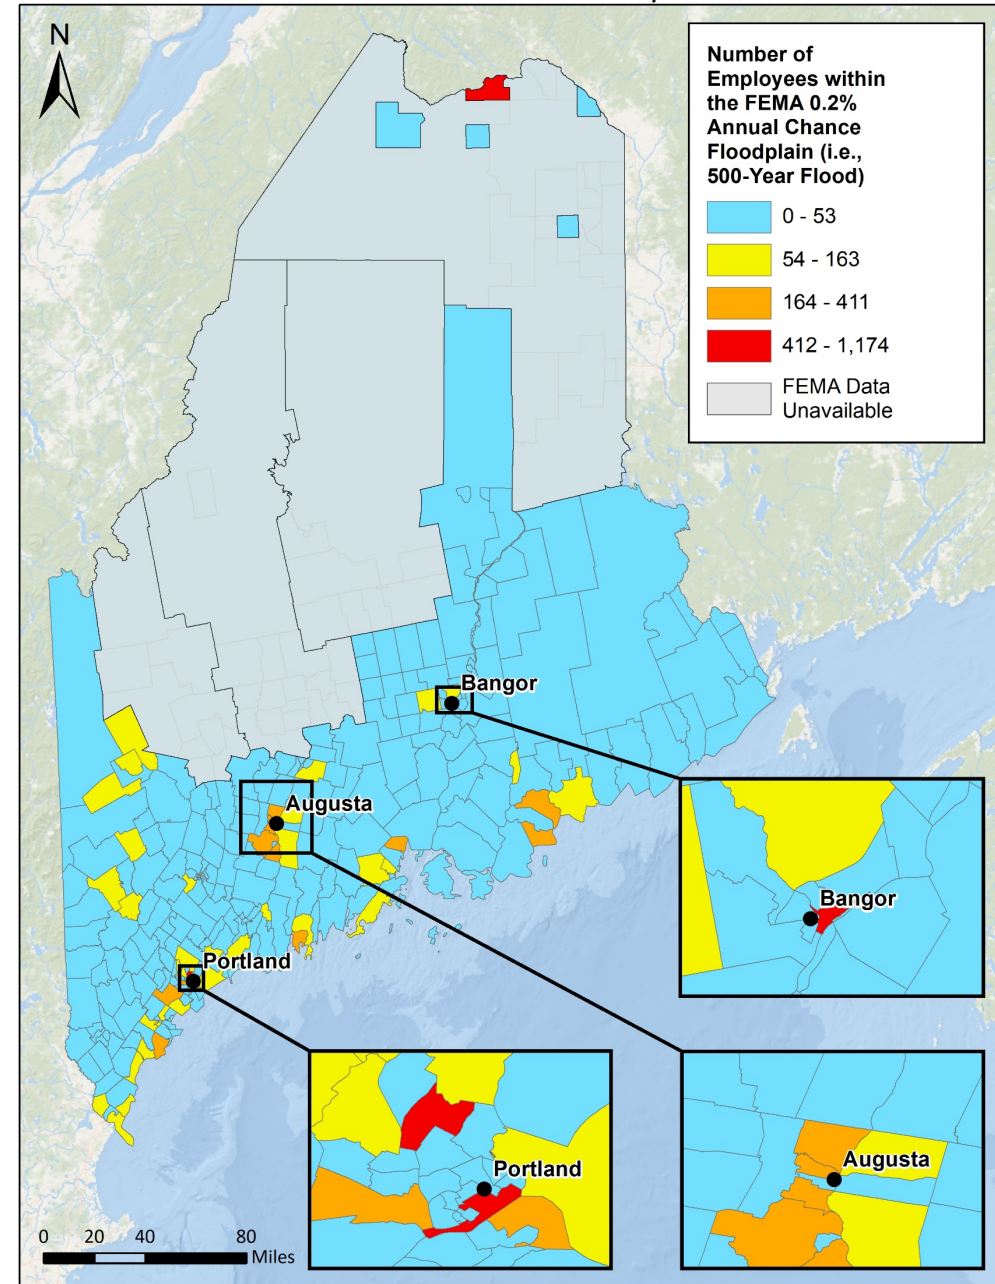 N
Number of
Employees within
the FEMA 0.2%
Annual Chance
Floodplain (i.e.,
500-Year Flood)
0 - 53
54 - 163
164 - 411
412 - 1,174
FEMA Data
Unavailable
Bangor
Augusta
Portland
Bangor
Portland
Augusta
0 20 40 80
Miles